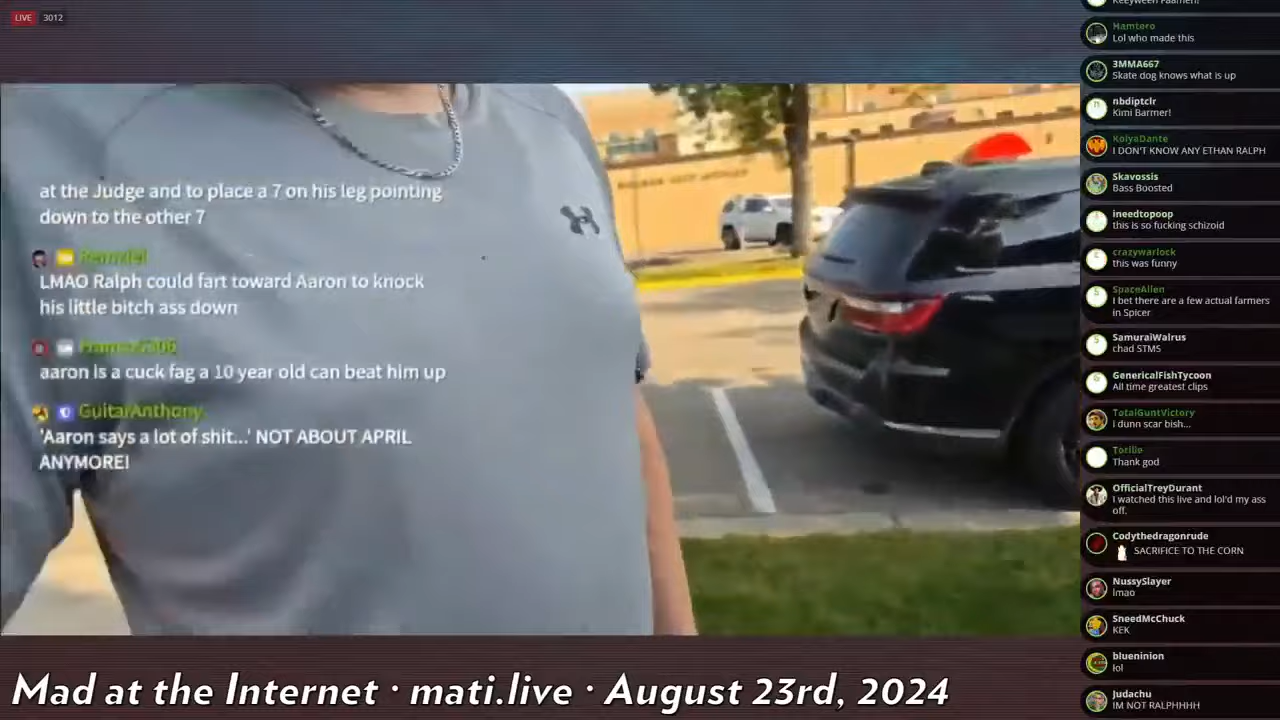 LIVE 3012
at the Judge and to place a 7 on his leg pointing
down to the other 7
LMAO Ralph could fart toward Aaron to knock
his little bitch ass down
aaron is a cuck fag a 10 year old can beat him up
GuitarAnthony
'Aaron says a lot of shit...' NOT ABOUT APRIL
ANYMORE!
Mad at the Internet · mati.live · August 23rd, 2024
Hamtero
Lol who made this
3MMA667
Skate dog knows what is up
nbdiptclr
Kimi Barmer!
KolyaDante
I DON'T KNOW ANY ETHAN RALPH
Skavossis
Bass Boosted
ineedtopoop
this is so fucking schizoid
crazywarlock
this was funny
SpaceAllen
I bet there are a few actual farmers
in Spicer
SamuraiWalrus
chad STMS
GenericalFishTycoon
All time greatest clips
TotalGuntVictory
I dunn scar bish...
Torilio
Thank god
OfficialTreyDurant
I watched this live and lol'd my ass
off.
Codythedragonrude
SACRIFICE TO THE CORN
NussySlayer
lmao
SneedMcChuck
KEK
blueninion
lol
Judachu
IM NOT RALPHHHH